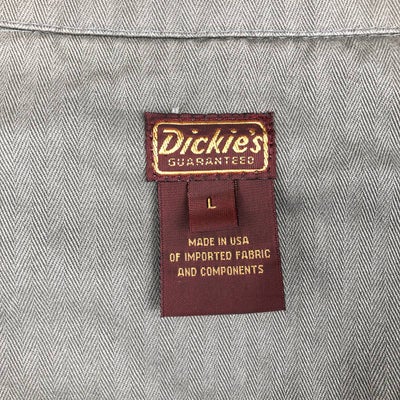 Dickie's
GUARANTEED
L
MADE IN USA
OF IMPORTED FABRIC
AND COMPONENTS